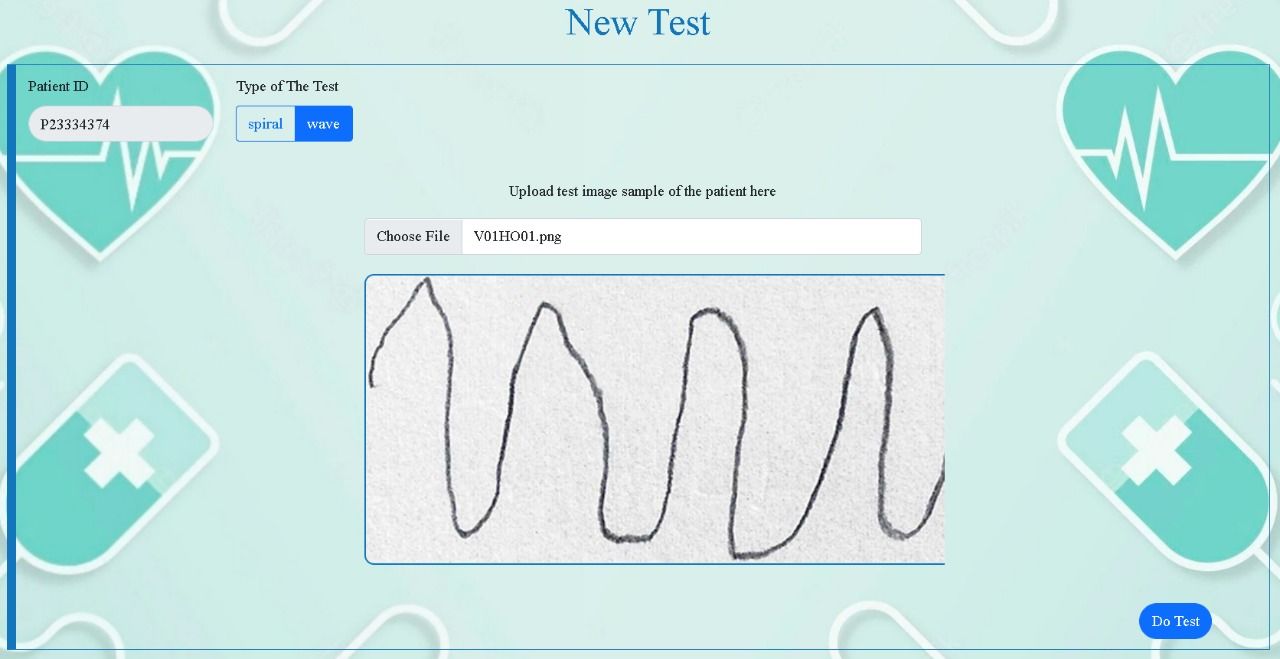 New Test
Patient ID
Type of The Test
P23334374
spiral
wave
Upload test image sample of the patient here
Choose File
V01HO01.png
Do Test